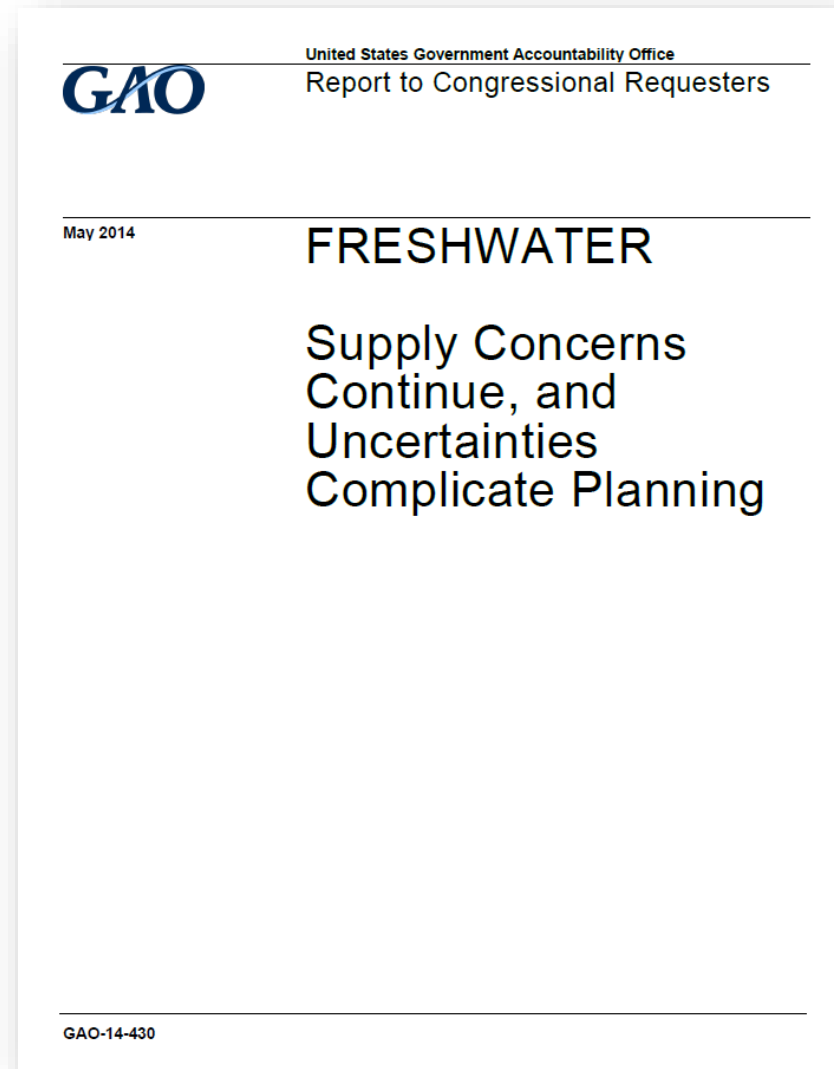 United States Government Accountability Office
GAO
Report to Congressional Requesters
May 2014
FRESHWATER
Supply Concerns
Continue, and
Uncertainties
Complicate Planning
GAO-14-430